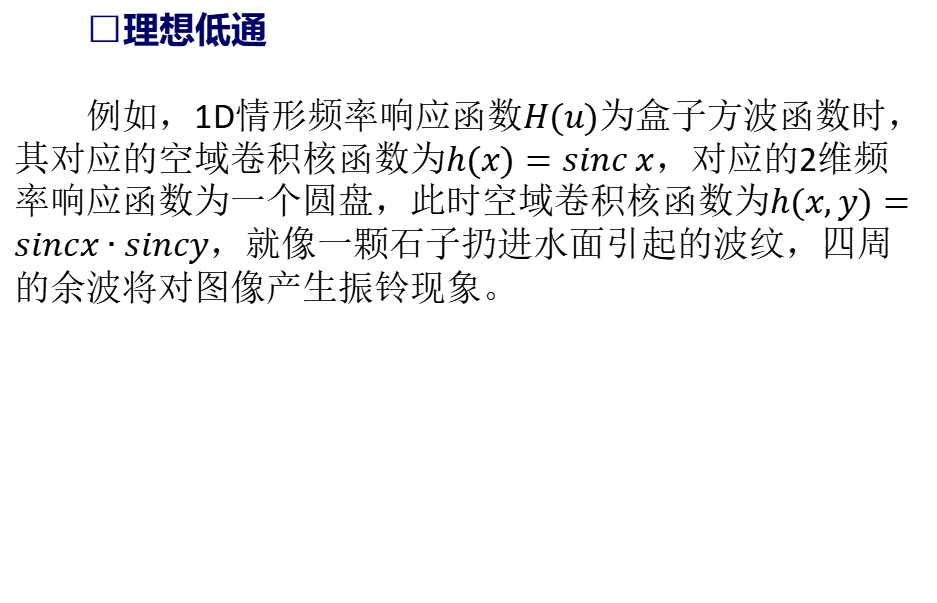 □理想低通
例如，1D情形频率响应函数H(u)为盒子方波函数时，
其对应的空域卷积核函数为h(x) = sinc x，对应的2维频
率响应函数为一个圆盘，此时空域卷积核函数为h(x, y) =
sincx · sincy，就像一颗石子扔进水面引起的波纹，四周
的余波将对图像产生振铃现象。